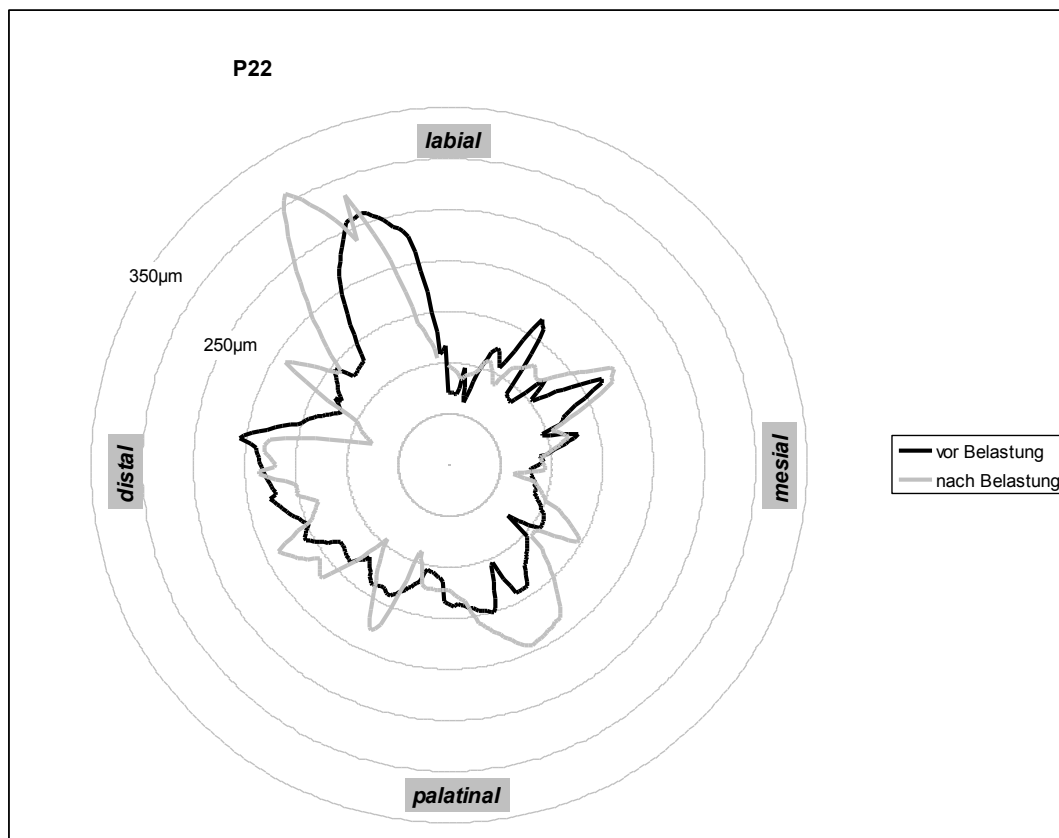 P22
labial
350µm
250µm
distal
mesial
vor Belastung
nach Belastung
palatinal